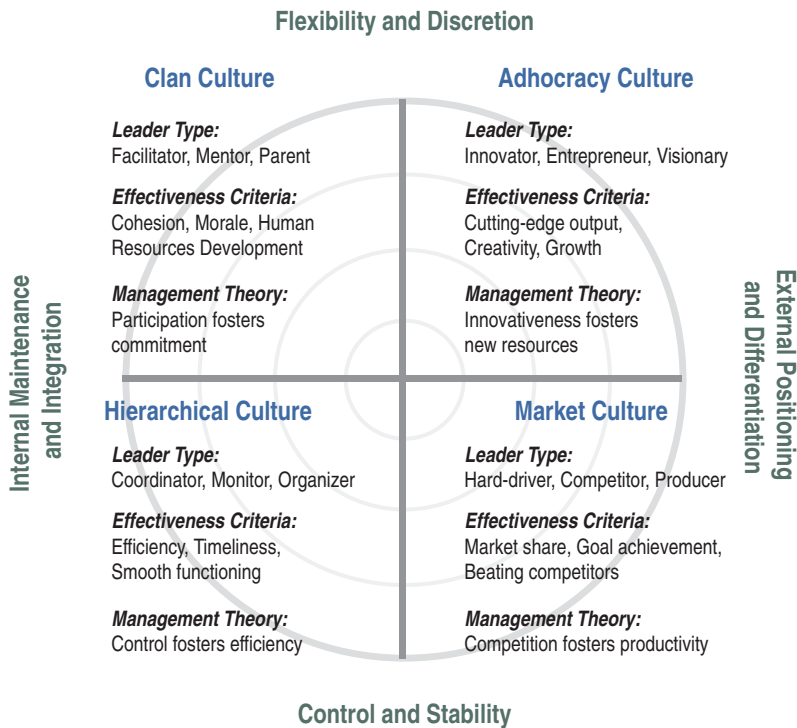 Flexibility and Discretion
Clan Culture
Leader Type:
Facilitator, Mentor, Parent
Effectiveness Criteria:
Cohesion, Morale, Human
Resources Development
Management Theory:
Participation fosters
commitment
Adhocracy Culture
Leader Type:
Innovator, Entrepreneur, Visionary
Effectiveness Criteria:
Cutting-edge output,
Creativity, Growth
Management Theory:
Innovativeness fosters
new resources
Internal Maintenance
and Integration
External Positioning
and Differentiation
Hierarchical Culture
Leader Type:
Coordinator, Monitor, Organizer
Effectiveness Criteria:
Efficiency, Timeliness,
Smooth functioning
Management Theory:
Control fosters efficiency
Market Culture
Leader Type:
Hard-driver, Competitor, Producer
Effectiveness Criteria:
Market share, Goal achievement,
Beating competitors
Management Theory:
Competition fosters productivity
Control and Stability